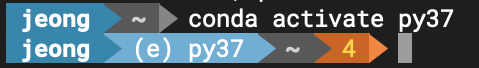 jeong ~ conda activate py37
jeong (e) py37 ~ 4